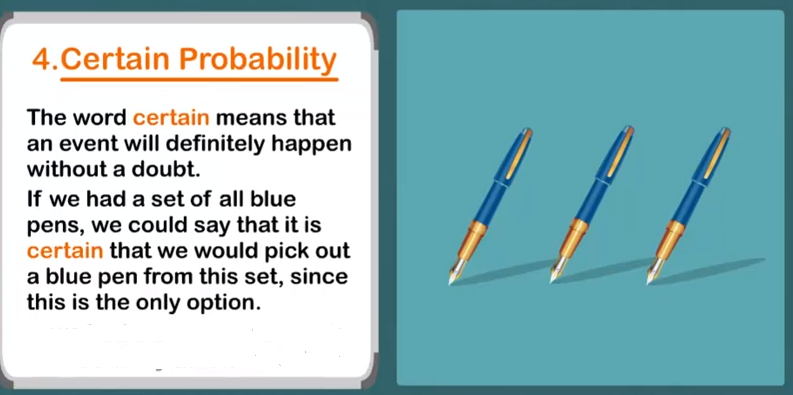 4.Certain Probability
The word certain means that
an event will definitely happen
without a doubt.
If we had a set of all blue
pens, we could say that it is
certain that we would pick out
a blue pen from this set, since
this is the only option.